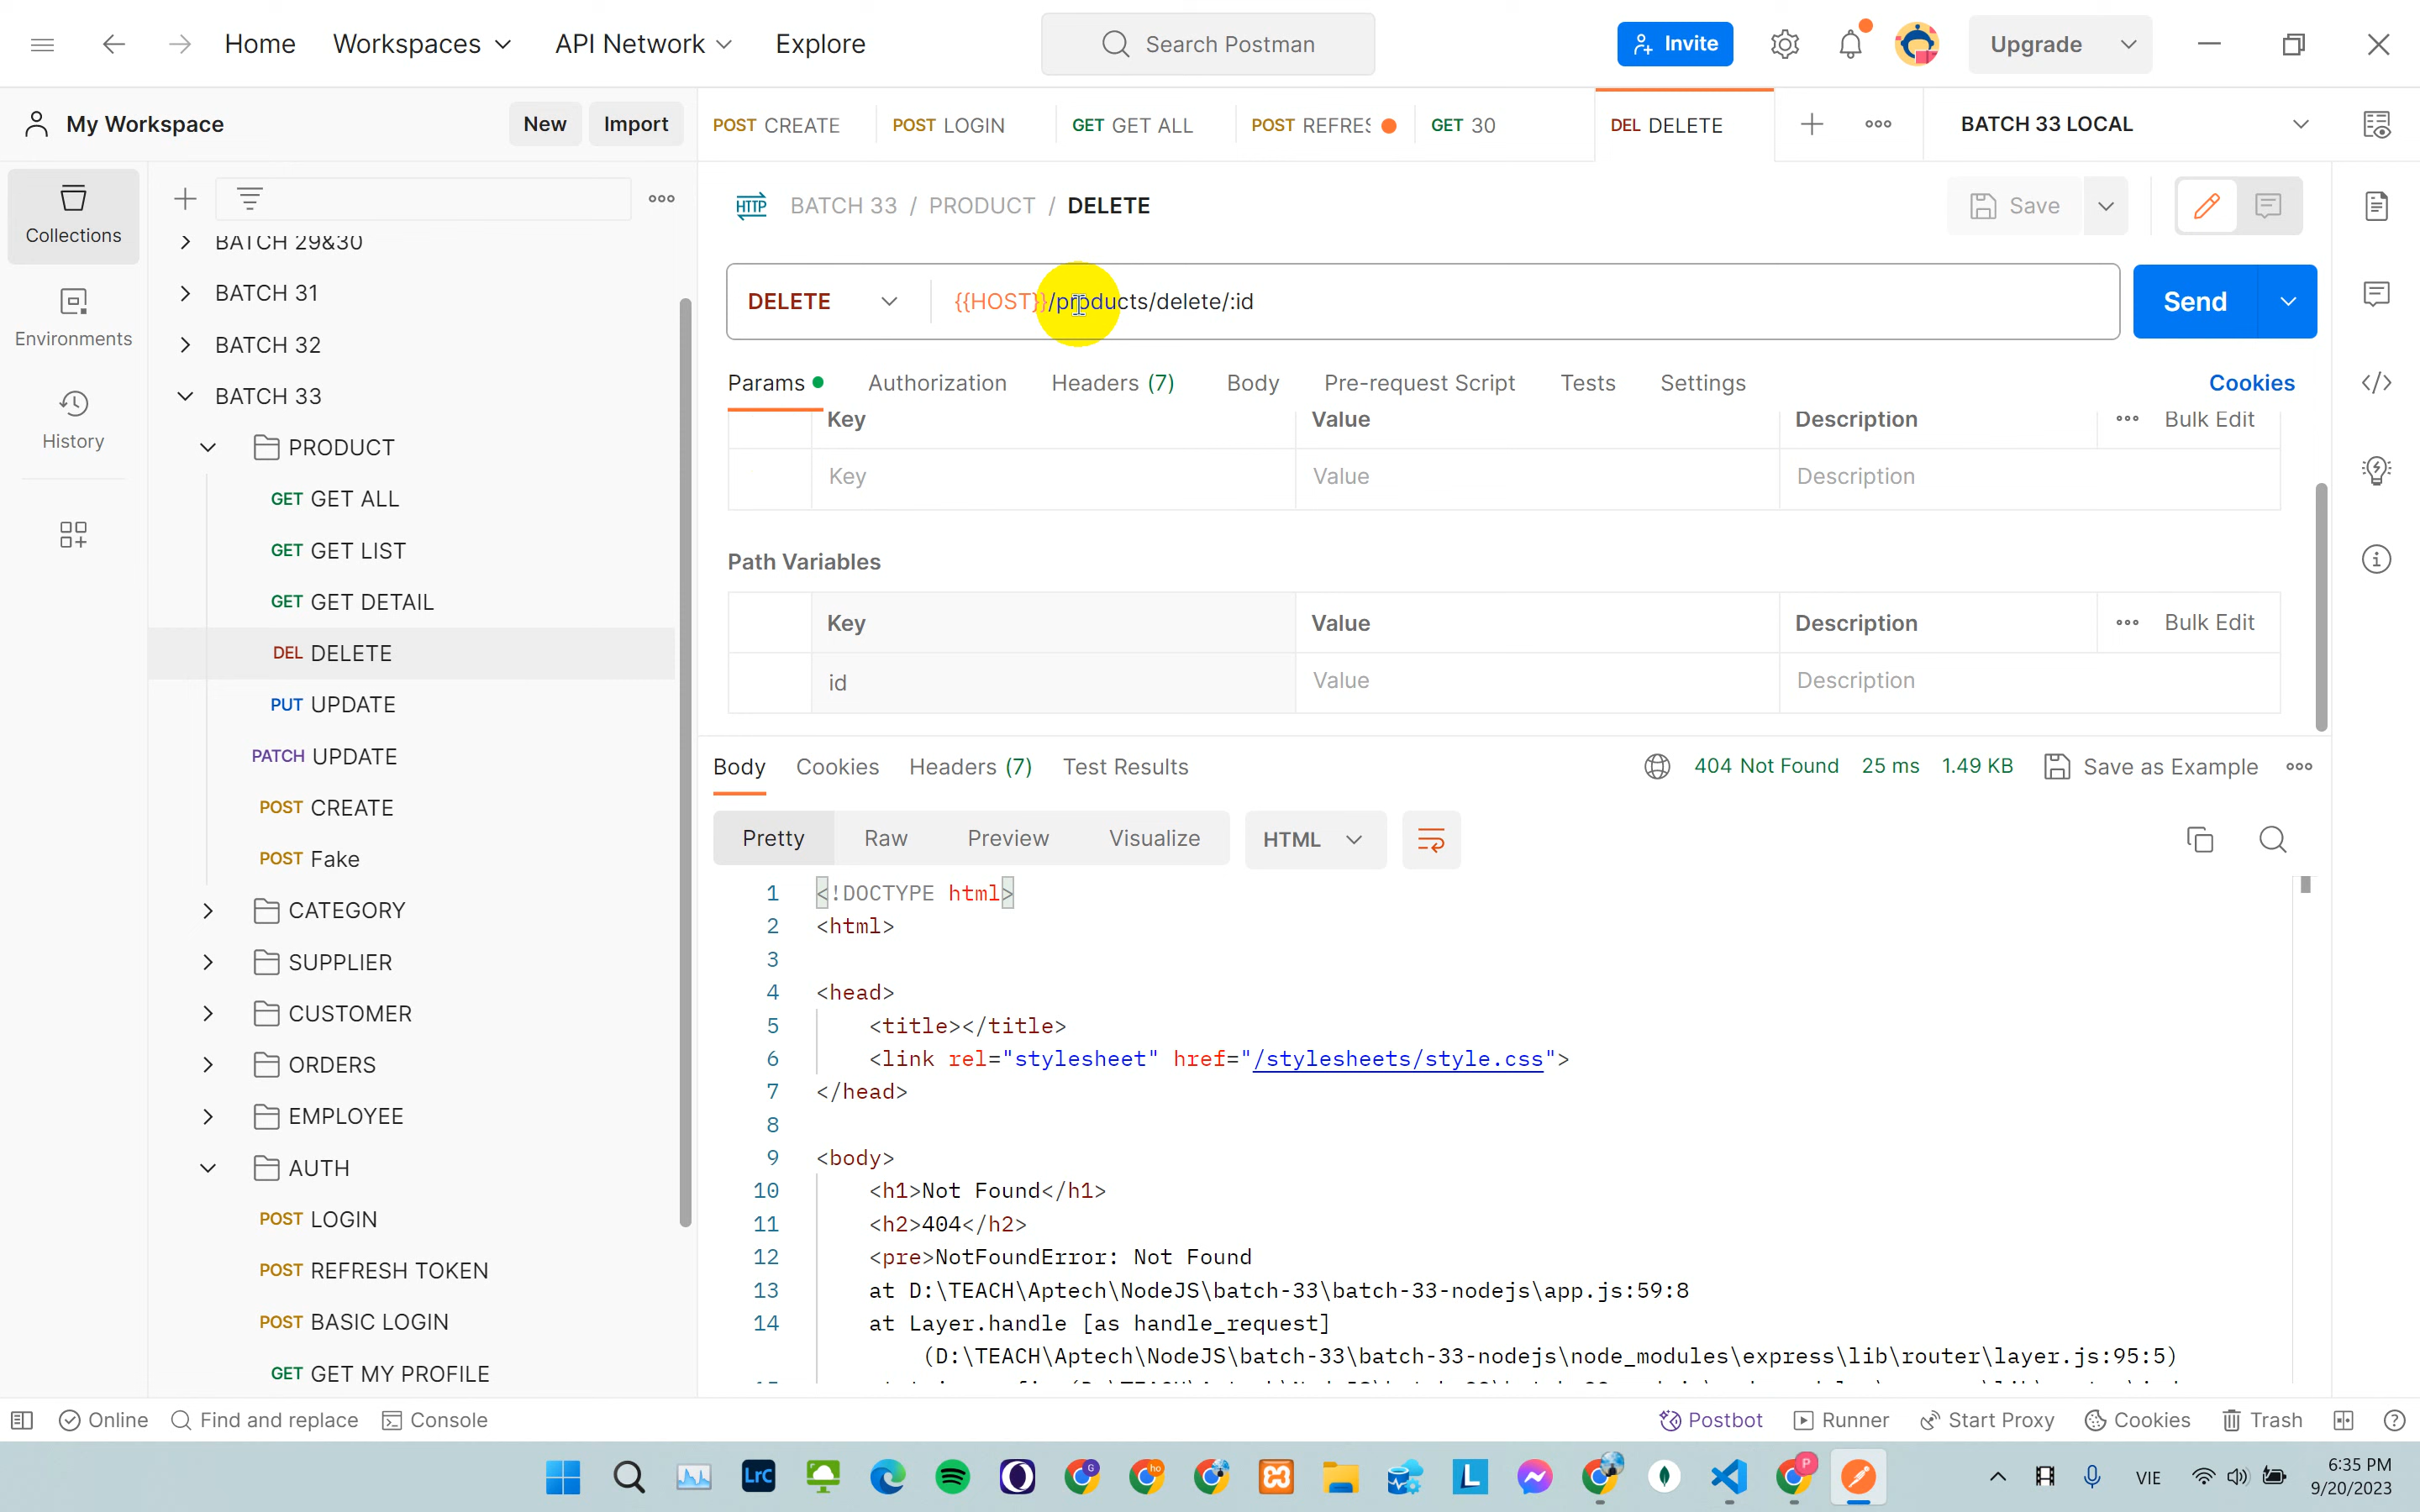 Home Workspaces API Network Explore Search Postman Invite Upgrade
My Workspace New Import POST CREATE POST LOGIN GET GET ALL POST REFRES GET 30 DEL DELETE BATCH 33 LOCAL
Collections
Environments
History
BATCH 29&30
BATCH 31
BATCH 32
BATCH 33
PRODUCT
GET GET ALL
GET GET LIST
GET GET DETAIL
DEL DELETE
PUT UPDATE
PATCH UPDATE
POST CREATE
POST Fake
CATEGORY
SUPPLIER
CUSTOMER
ORDERS
EMPLOYEE
AUTH
POST LOGIN
POST REFRESH TOKEN
POST BASIC LOGIN
GET GET MY PROFILE
HTTP BATCH 33 / PRODUCT / DELETE Save
DELETE {{HOST}}/products/delete/:id Send
Params Authorization Headers (7) Body Pre-request Script Tests Settings Cookies
Key Value Description Bulk Edit
Key Value Description
Path Variables
Key Value Description Bulk Edit
id Value Description
Body Cookies Headers (7) Test Results 404 Not Found 25 ms 1.49 KB Save as Example
Pretty Raw Preview Visualize HTML
1 <!DOCTYPE html>
2 <html>
3
4 <head>
5 <title></title>
6 <link rel="stylesheet" href="/stylesheets/style.css">
7 </head>
8
9 <body>
10 <h1>Not Found</h1>
11 <h2>404</h2>
12 <pre>NotFoundError: Not Found
13 at D:\TEACH\Aptech\NodeJS\batch-33\batch-33-nodejs\app.js:59:8
14 at Layer.handle [as handle_request]
(D:\TEACH\Aptech\NodeJS\batch-33\batch-33-nodejs\node_modules\express\lib\router\layer.js:95:5)
Online Find and replace Console Postbot Runner Start Proxy Cookies Trash
LrC G ho L P VIE 6:35 PM
9/20/2023